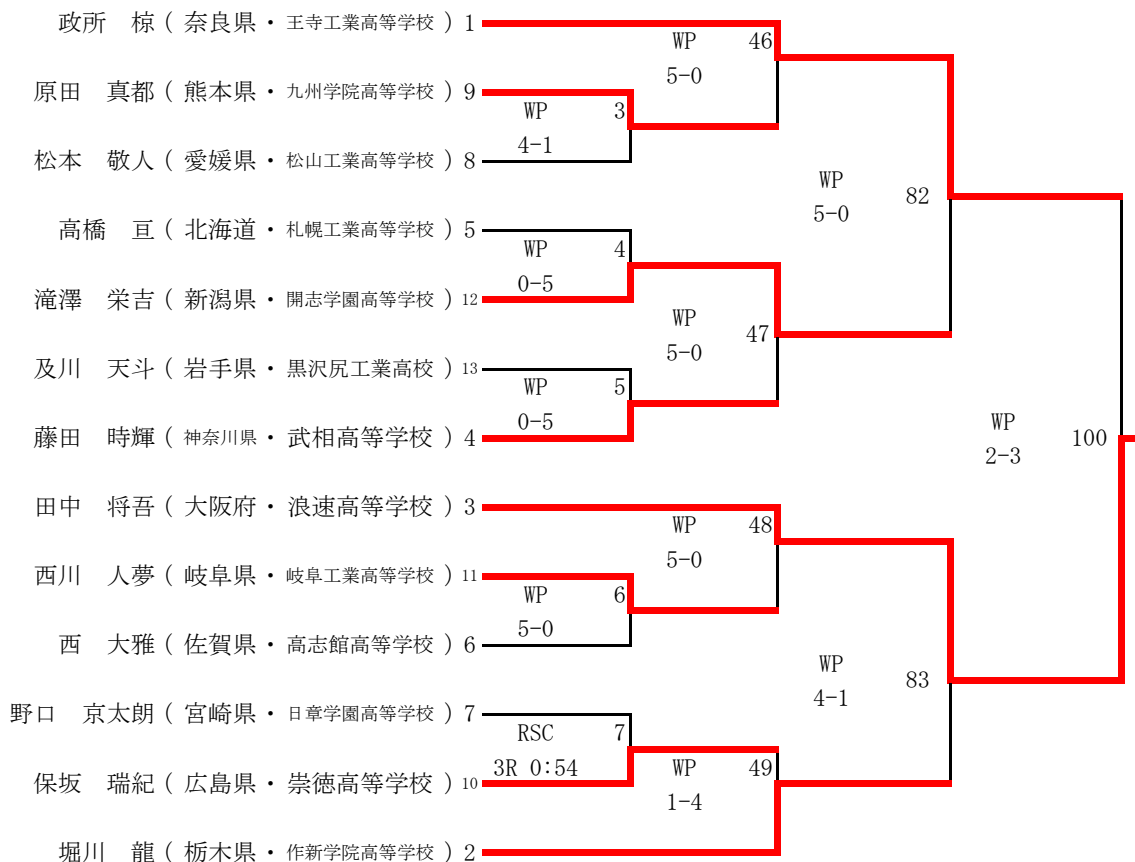 政所　椋 ( 奈良県 ・ 王寺工業高等学校 ) 1
WP 46
5-0
原田　真都 ( 熊本県 ・ 九州学院高等学校 ) 9
WP 3
4-1
松本　敬人 ( 愛媛県 ・ 松山工業高等学校 ) 8
WP 82
5-0
高橋　亘 ( 北海道 ・ 札幌工業高等学校 ) 5
WP 4
0-5
滝澤　栄吉 ( 新潟県 ・ 開志学園高等学校 ) 12
WP 47
5-0
及川　天斗 ( 岩手県 ・ 黒沢尻工業高校 ) 13
WP 5
0-5
藤田　時輝 ( 神奈川県 ・ 武相高等学校 ) 4
WP 100
2-3
田中　将吾 ( 大阪府 ・ 浪速高等学校 ) 3
WP 48
5-0
西川　人夢 ( 岐阜県 ・ 岐阜工業高等学校 ) 11
WP 6
5-0
西　大雅 ( 佐賀県 ・ 高志館高等学校 ) 6
WP 83
4-1
野口　京太朗 ( 宮崎県 ・ 日章学園高等学校 ) 7
RSC 7
3R 0:54
保坂　瑞紀 ( 広島県 ・ 崇徳高等学校 ) 10
WP 49
1-4
堀川　龍 ( 栃木県 ・ 作新学院高等学校 ) 2